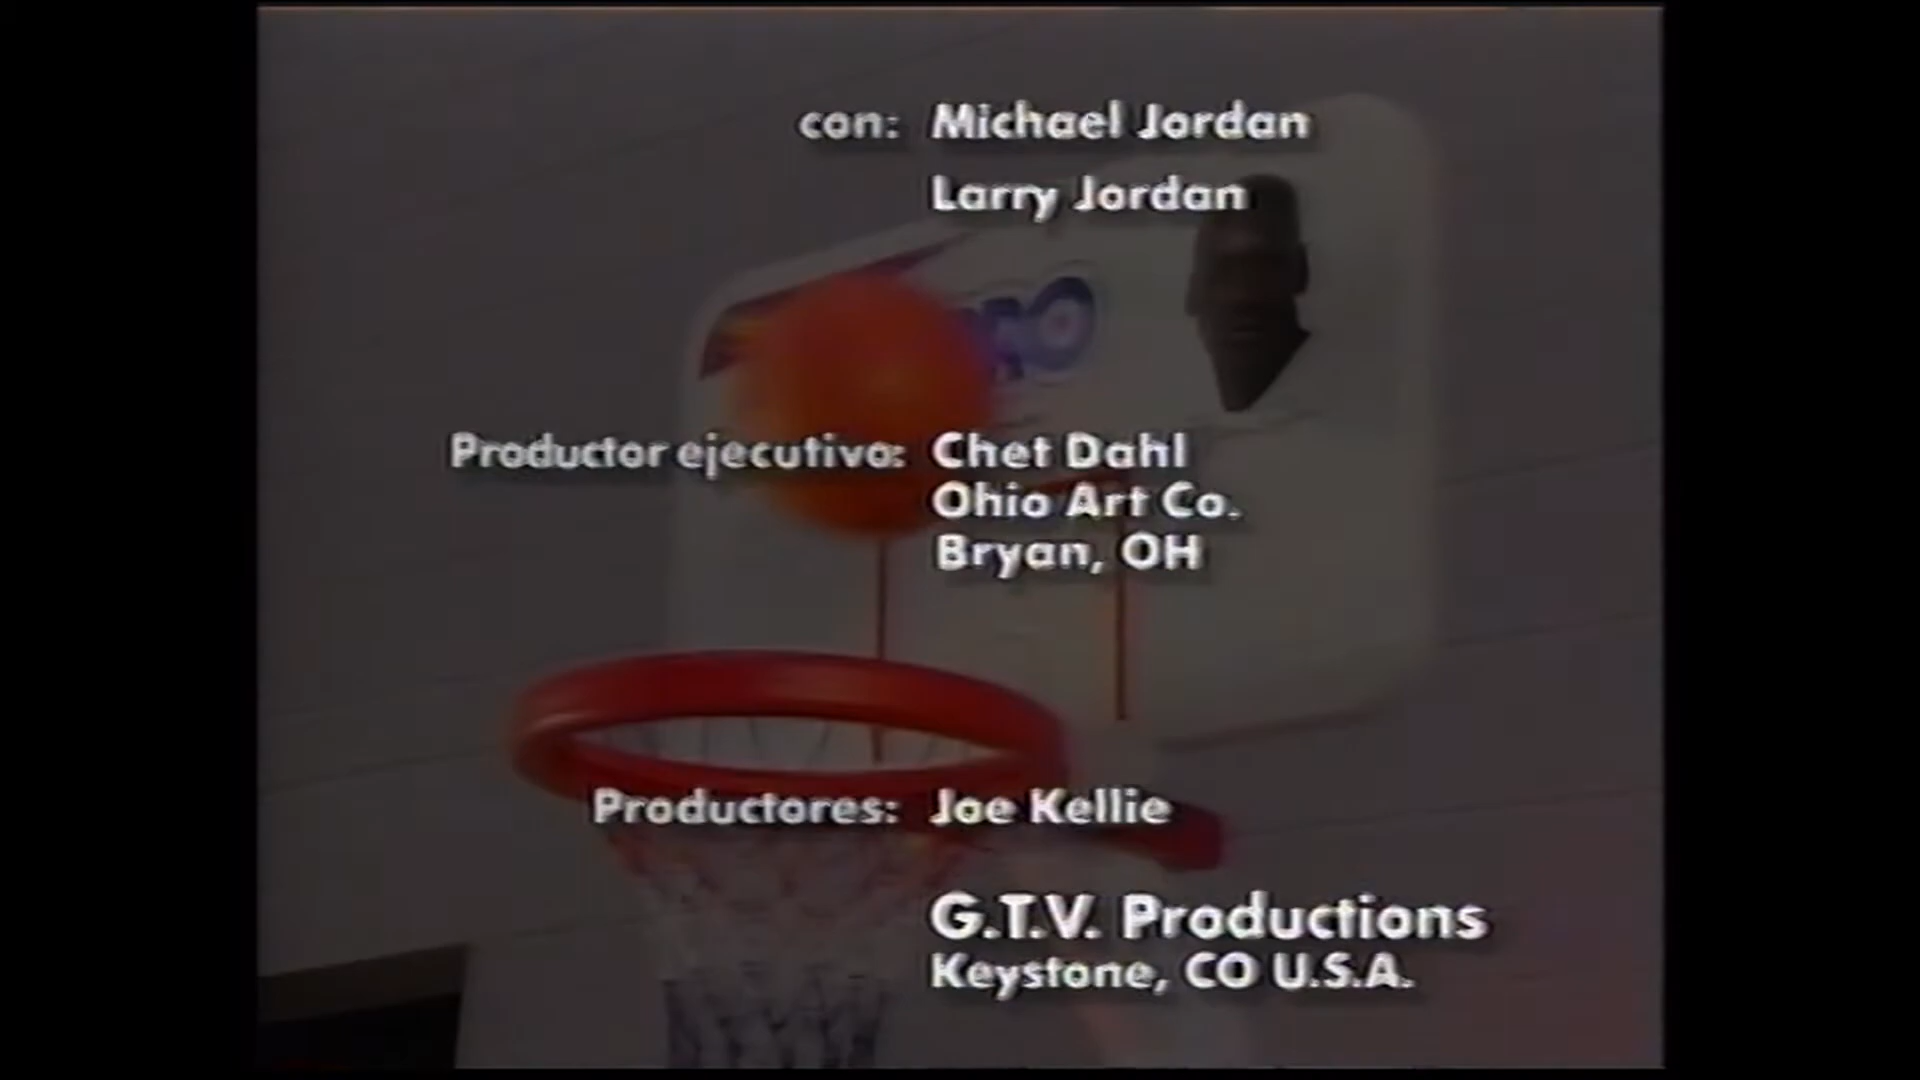 con: Michael Jordan
Larry Jordan
RO
Productor ejecutivo: Chet Dahl
Ohio Art Co.
Bryan, OH
Productores: Joe Kellie
G.T.V. Productions
Keystone, CO U.S.A.